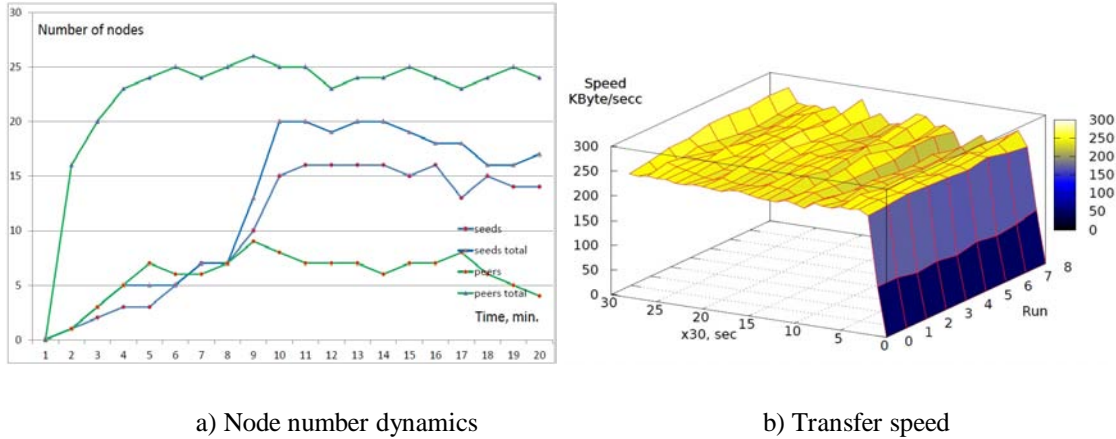 30
Number of nodes
25
20
15
10
5
0
seeds
seeds total
peers
peers total
Time, min.
1 2 3 4 5 6 7 8 9 10 11 12 13 14 15 16 17 18 19 20
a) Node number dynamics
Speed
KByte/secc
300
250
200
150
100
50
0
30 25 20 15 10 5 0
x30, sec
0 1 2 3 4 5 6 7 8
Run
300
250
200
150
100
50
0
b) Transfer speed